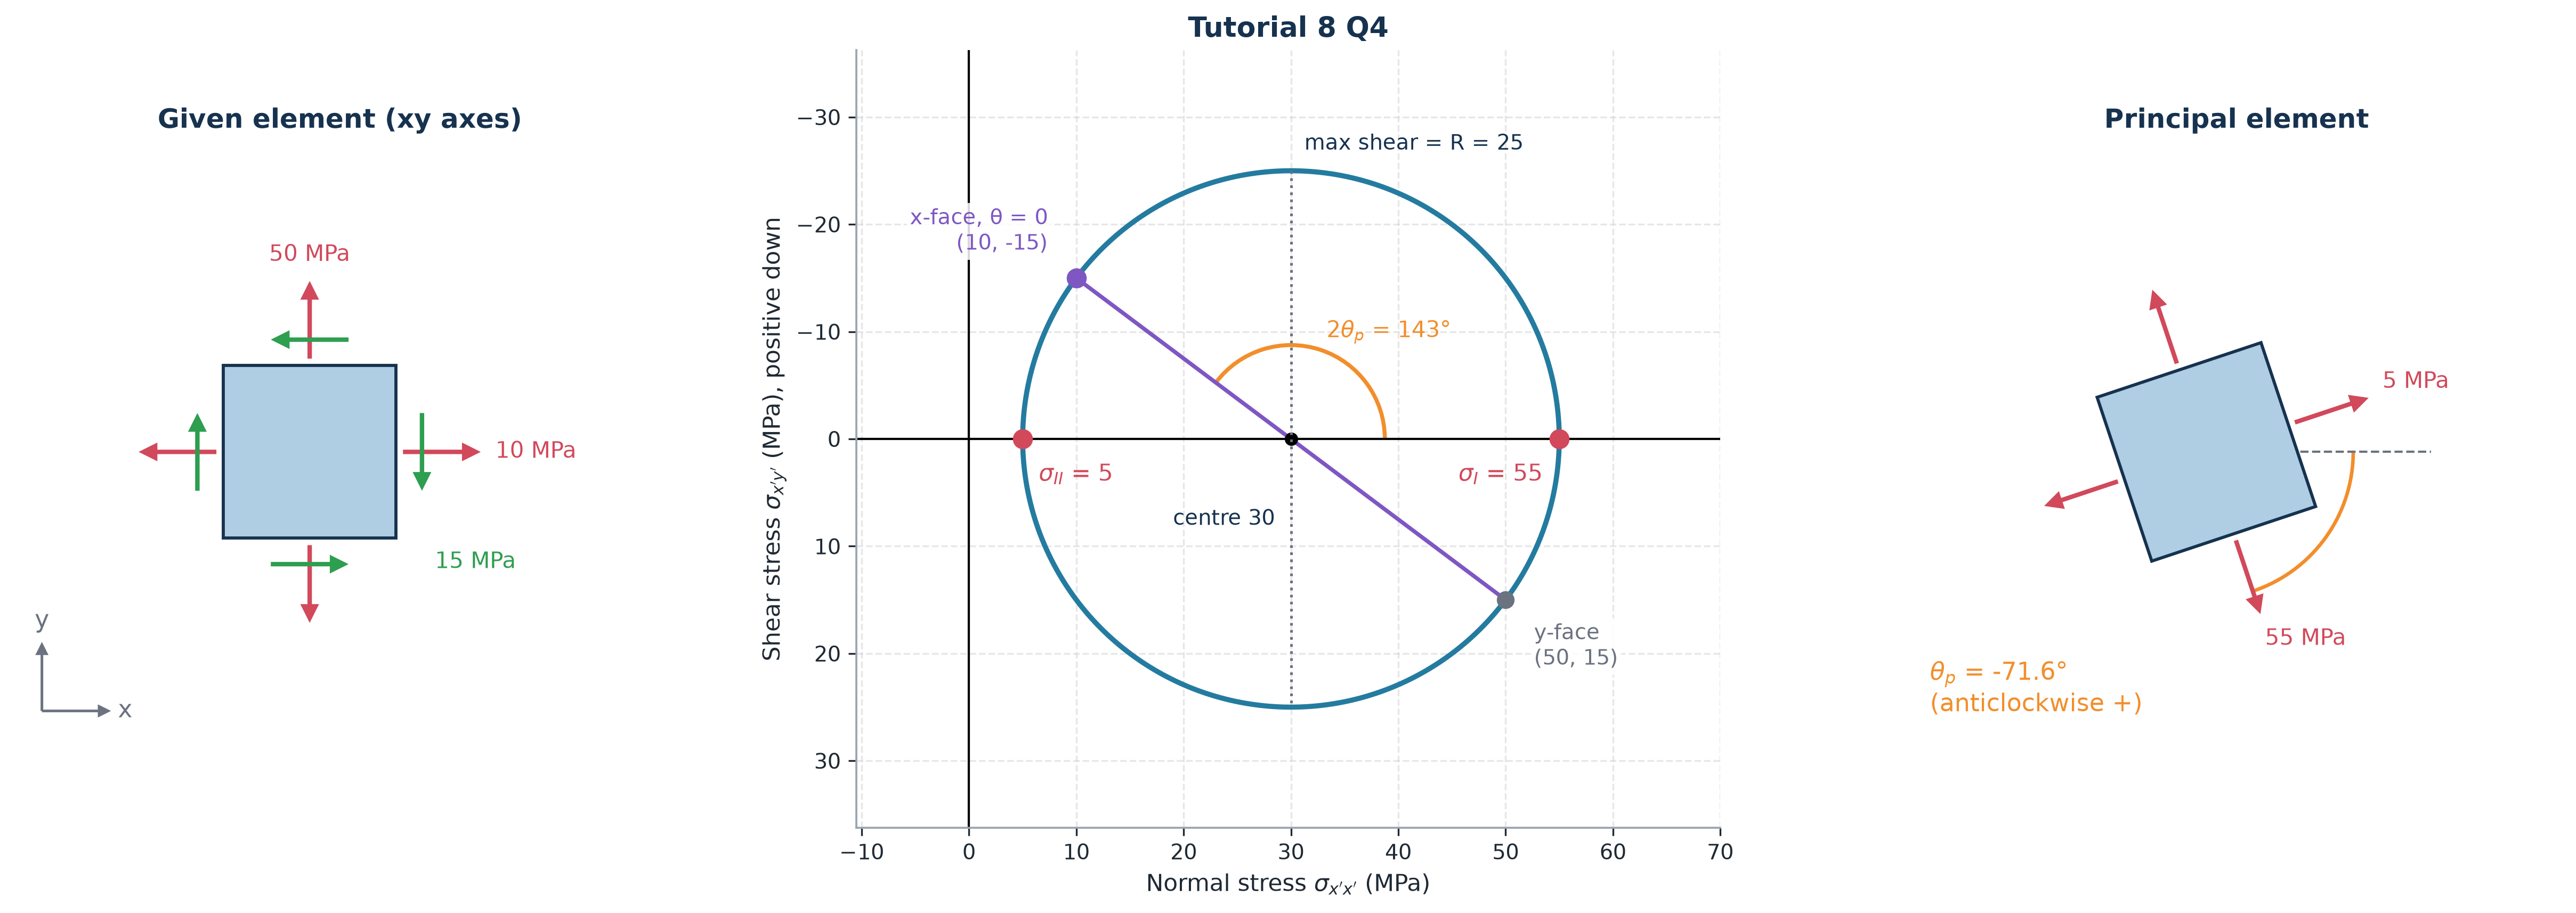 Tutorial 8 Q4
Given element (xy axes)
50 MPa
10 MPa
15 MPa
y
x
Shear stress σx′y′ (MPa), positive down
−30
−20
−10
0
10
20
30
max shear = R = 25
x-face, θ = 0
(10, -15)
2θp = 143°
σII = 5
σI = 55
centre 30
y-face
(50, 15)
−10
0
10
20
30
40
50
60
70
Normal stress σx′x′ (MPa)
Principal element
5 MPa
55 MPa
θp = -71.6°
(anticlockwise +)